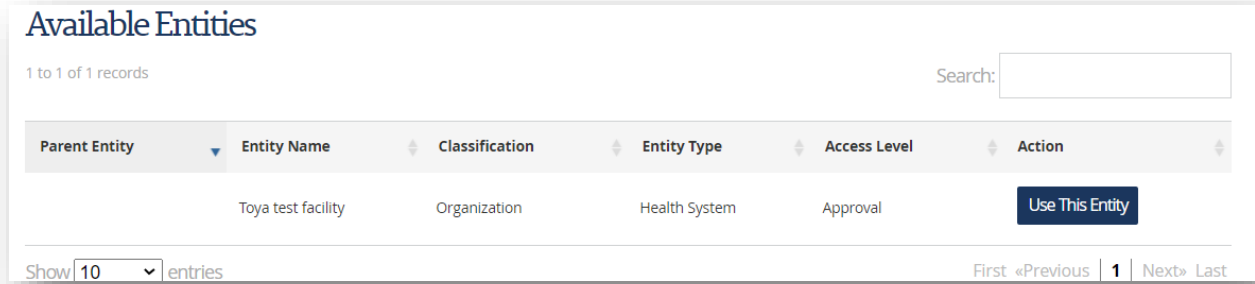 Available Entities
1 to 1 of 1 records
Search:
Parent Entity Entity Name Classification Entity Type Access Level Action
Toya test facility Organization Health System Approval Use This Entity
Show 10 entries First «Previous 1 Next» Last